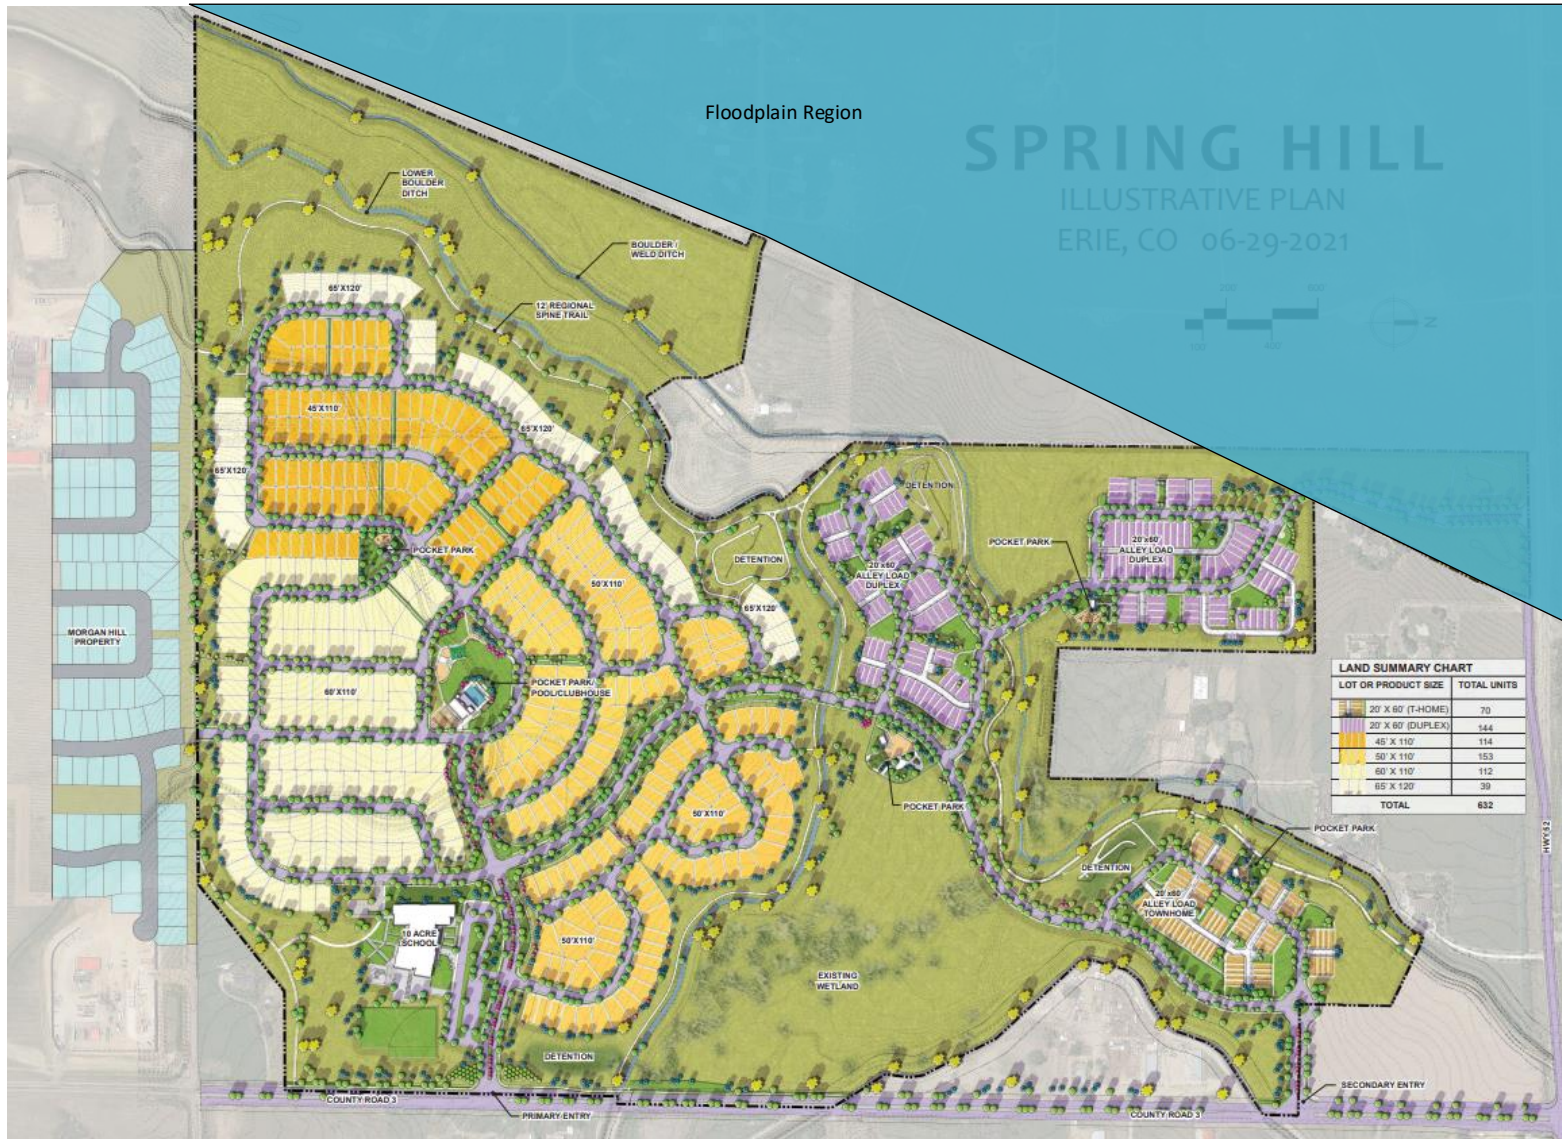 Floodplain Region
SPRING HILL
ILLUSTRATIVE PLAN
ERIE, CO 06-29-2021
200'
600'
100'
400'
N
LOWER
BOULDER
DITCH
BOULDER /
WELD DITCH
12' REGIONAL
SPINE TRAIL
65'X120'
45'X110'
65'X120'
65'X120'
DETENTION
POCKET PARK
POCKET PARK
20'x60'
ALLEY LOAD
DUPLEX
DETENTION
20'x60'
ALLEY LOAD
DUPLEX
50'X110'
65'X120'
MORGAN HILL
PROPERTY
POCKET PARK/
POOL/CLUBHOUSE
60'X110'
LAND SUMMARY CHART
LOT OR PRODUCT SIZE TOTAL UNITS
20' X 60' (T-HOME) 70
20' X 60' (DUPLEX) 144
45' X 110' 114
50' X 110' 153
60' X 110' 112
65' X 120' 39
TOTAL 632
POCKET PARK
50'X110'
POCKET PARK
HWY 52
DETENTION
20'x60'
ALLEY LOAD
TOWNHOME
10 ACRE
SCHOOL
50'X110'
EXISTING
WETLAND
DETENTION
SECONDARY ENTRY
COUNTY ROAD 3
PRIMARY ENTRY
COUNTY ROAD 3